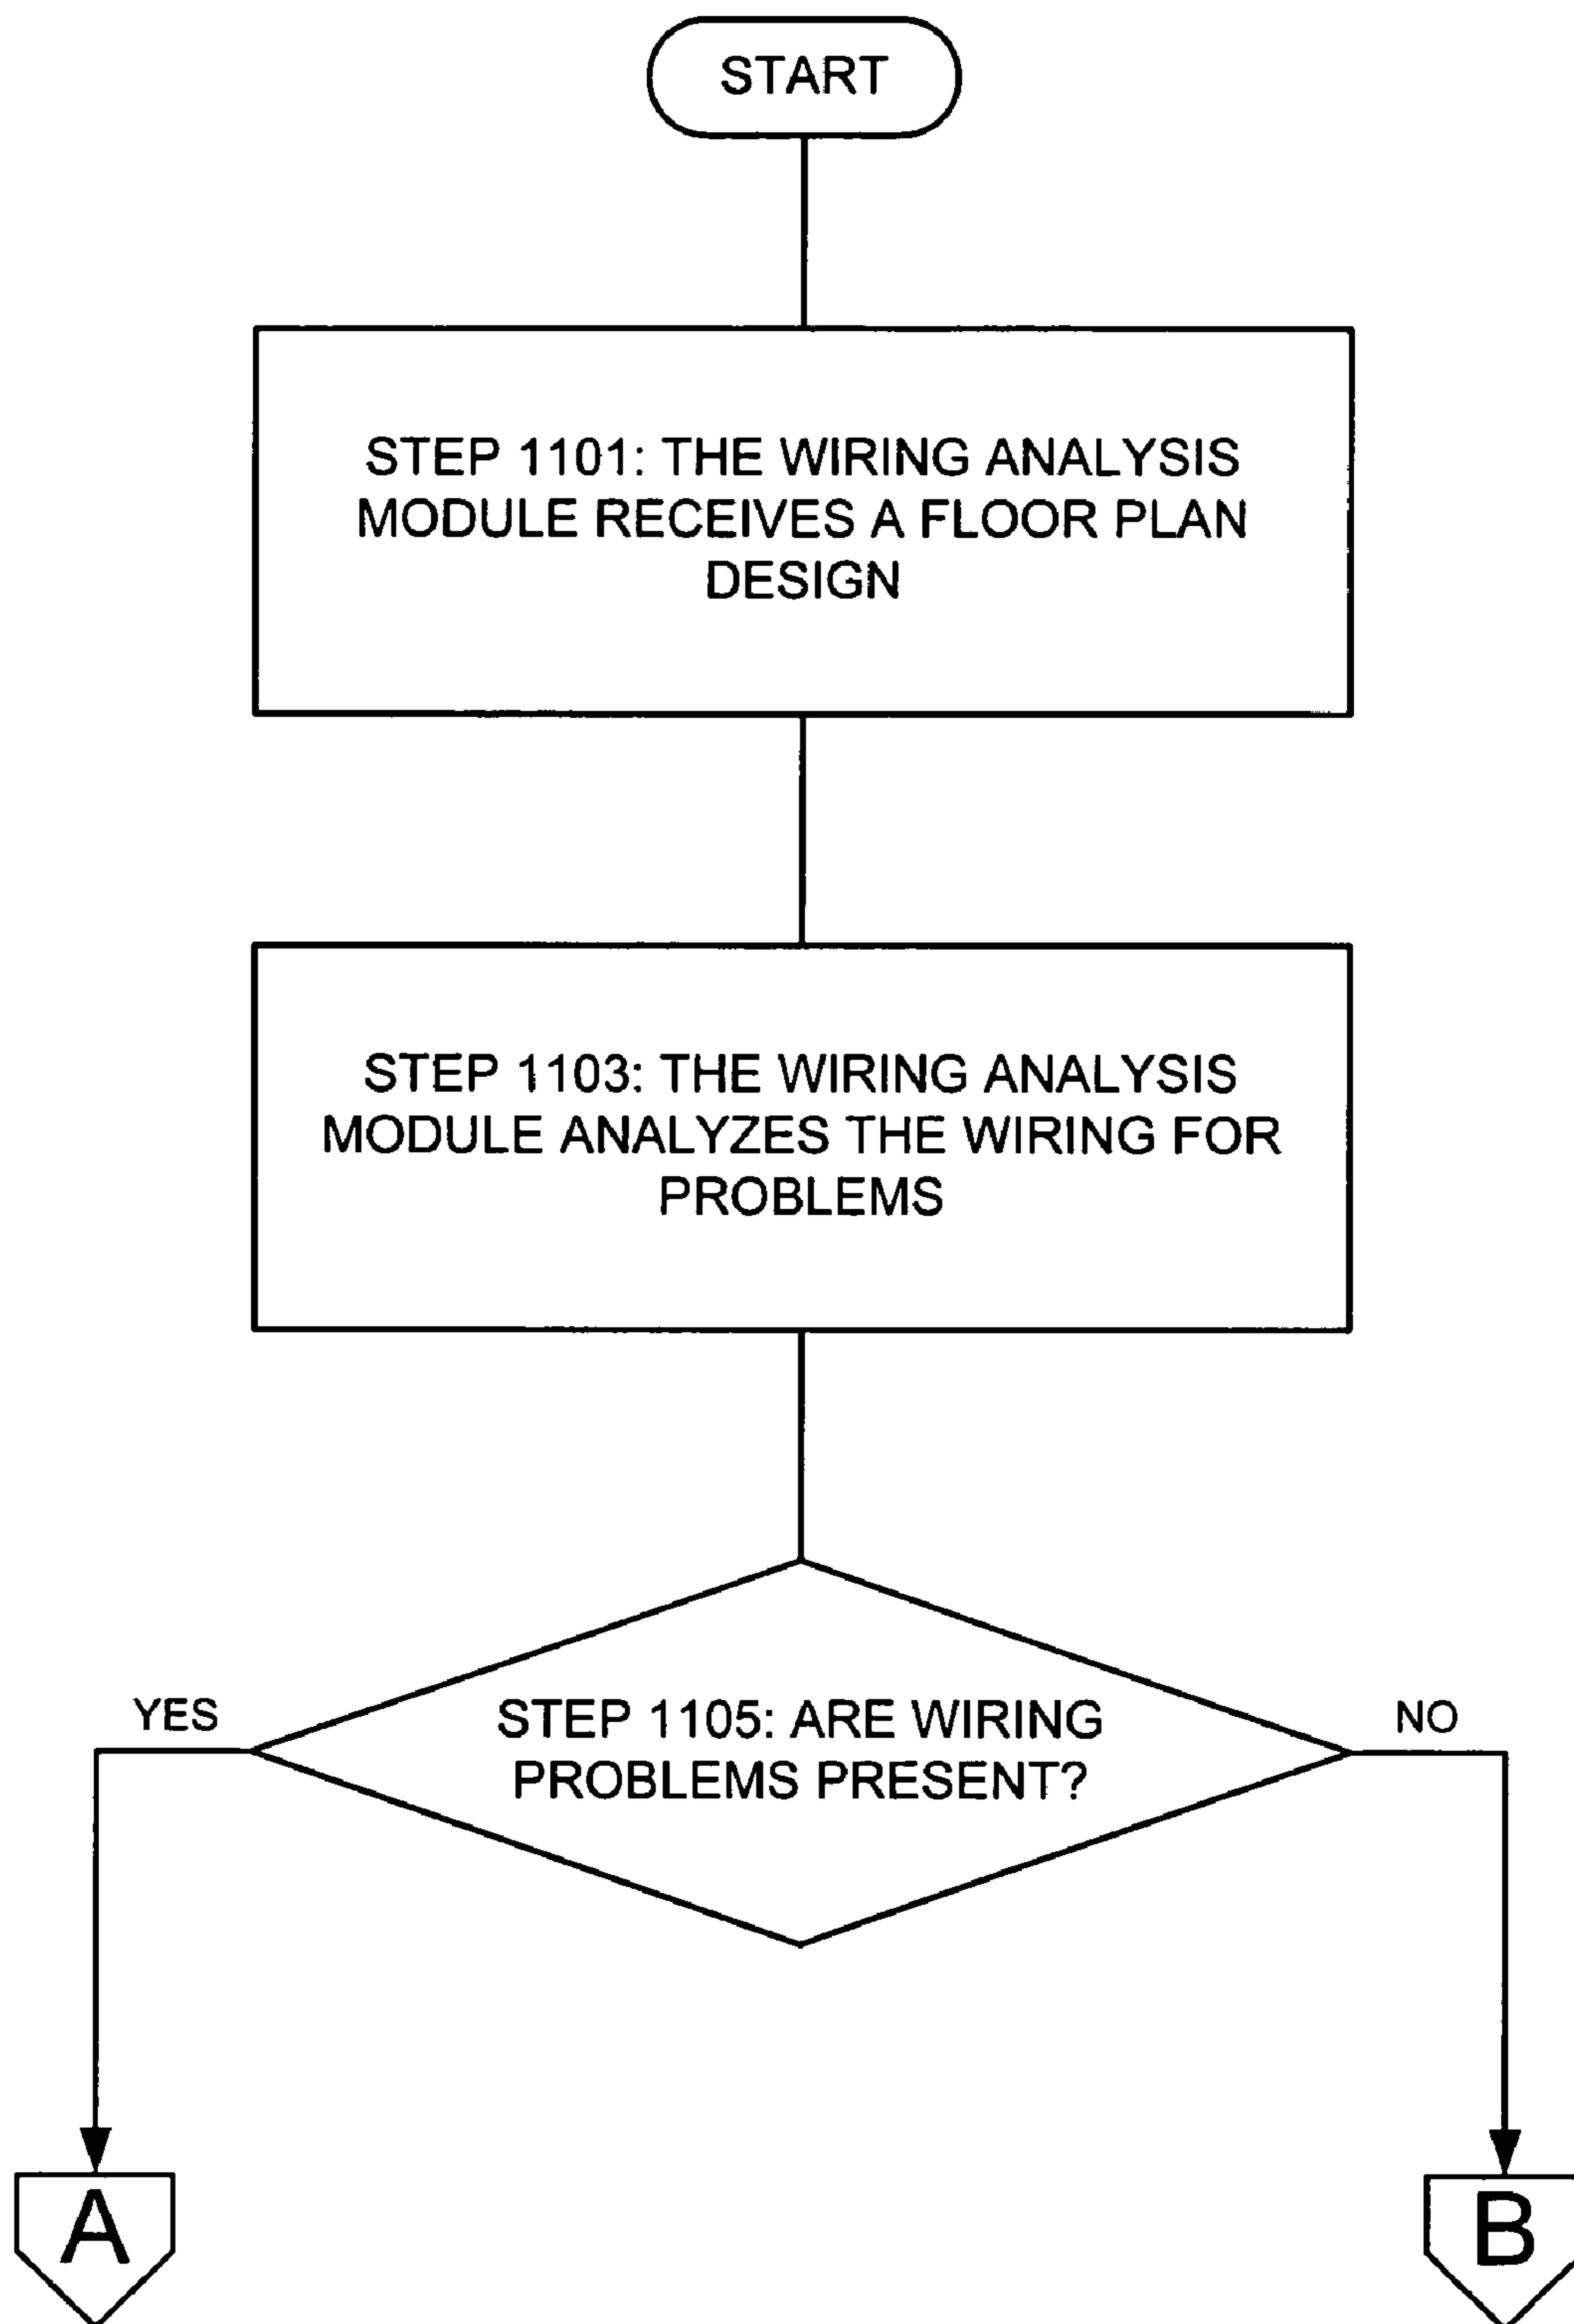 START
STEP 1101: THE WIRING ANALYSIS
MODULE RECEIVES A FLOOR PLAN
DESIGN
STEP 1103: THE WIRING ANALYSIS
MODULE ANALYZES THE WIRING FOR
PROBLEMS
YES
STEP 1105: ARE WIRING
PROBLEMS PRESENT?
NO
A
B